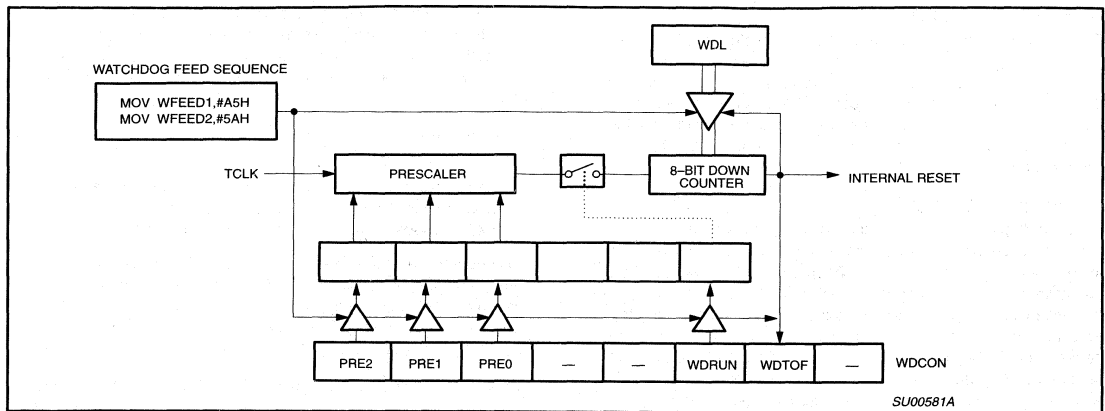 WDL
WATCHDOG FEED SEQUENCE
MOV WFEED1,#A5H
MOV WFEED2,#5AH
TCLK
PRESCALER
8–BIT DOWN
COUNTER
INTERNAL RESET
PRE2 PRE1 PRE0 — — WDRUN WDTOF — WDCON
SU00581A